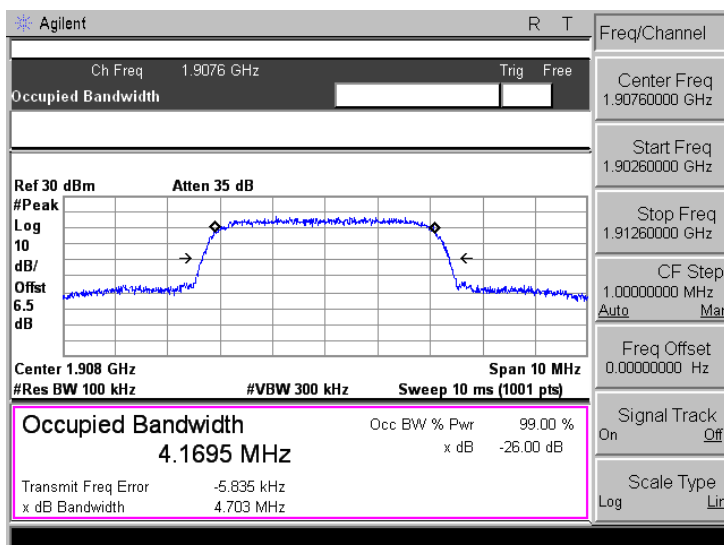 Agilent R T
Ch Freq 1.9076 GHz Trig Free
Occupied Bandwidth
Ref 30 dBm Atten 35 dB
#Peak
Log
10
dB/
Offst
6.5
dB
Center 1.908 GHz Span 10 MHz
#Res BW 100 kHz #VBW 300 kHz Sweep 10 ms (1001 pts)
Occupied Bandwidth
4.1695 MHz
Occ BW % Pwr 99.00 %
x dB -26.00 dB
Transmit Freq Error -5.835 kHz
x dB Bandwidth 4.703 MHz
Freq/Channel
Center Freq
1.90760000 GHz
Start Freq
1.90260000 GHz
Stop Freq
1.91260000 GHz
CF Step
1.00000000 MHz
Auto Man
Freq Offset
0.00000000 Hz
Signal Track
On Off
Scale Type
Log Lin